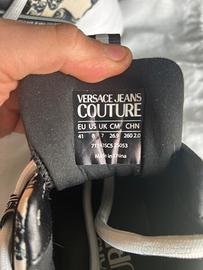 VERSACE JEANS
COUTURE
EU US UK CM CHN
41 8 7 26.5 260 2.0
Made in China